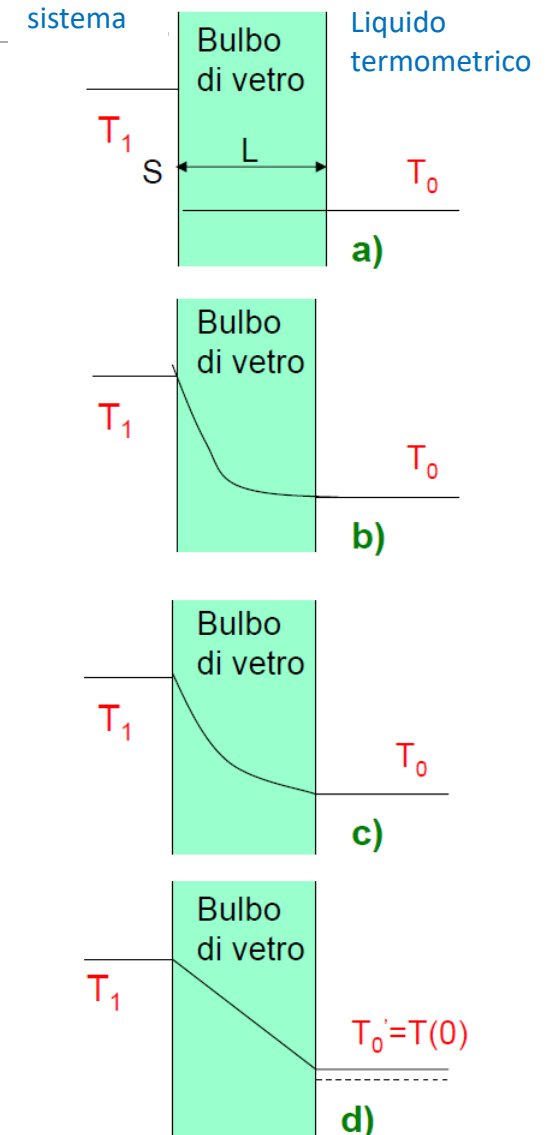 sistema
Liquido
termometrico
Bulbo
di vetro
T₁
S
L
T₀
a)
Bulbo
di vetro
T₁
T₀
b)
Bulbo
di vetro
T₁
T₀
c)
Bulbo
di vetro
T₁
T₀'=T(0)
d)